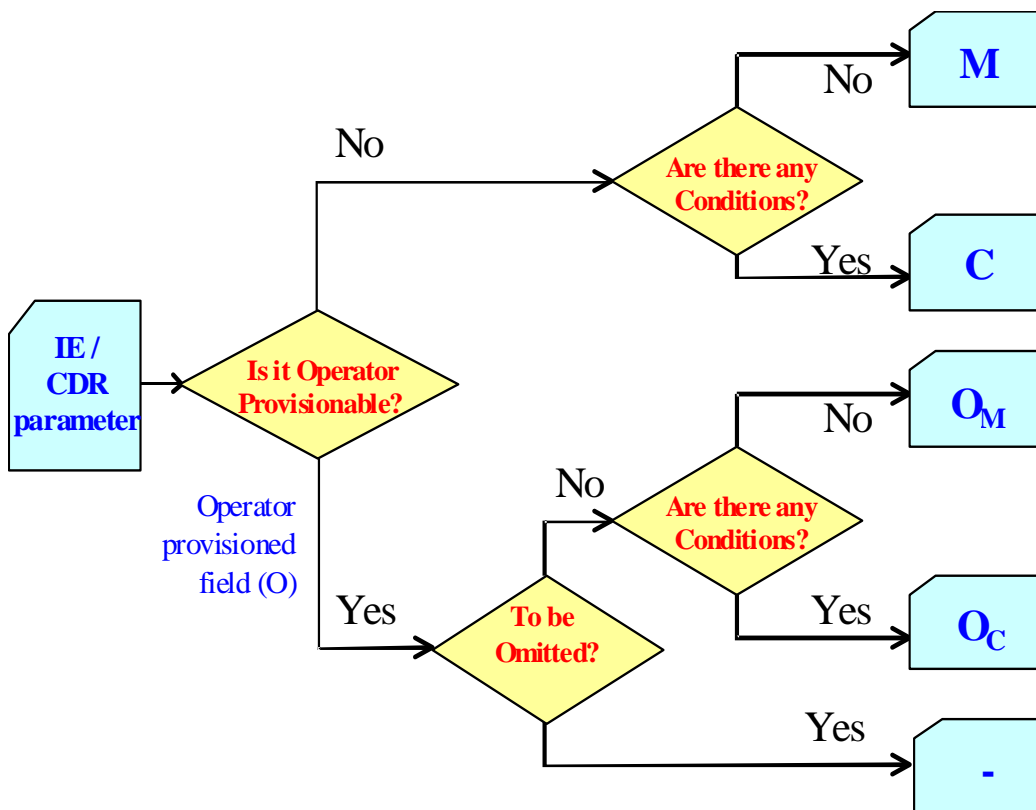 IE /
CDR
parameter
Is it Operator
Provisionable?
No
Are there any
Conditions?
No
M
Yes
C
Operator
provisioned
field (O)
Yes
To be
Omitted?
No
Are there any
Conditions?
No
OM
Yes
OC
Yes
-